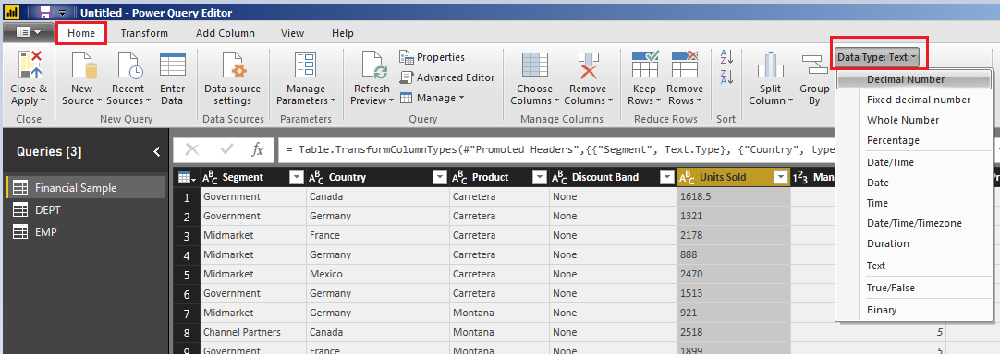 Untitled - Power Query Editor
Home Transform Add Column View Help
Close & Apply
New Source
Recent Sources
Enter Data
Data source settings
Manage Parameters
Refresh Preview
Properties
Advanced Editor
Manage
Choose Columns
Remove Columns
Keep Rows
Remove Rows
A
Z
Z
A
Split Column
Group By
Data Type: Text
Close New Query Data Sources Parameters Query Manage Columns Reduce Rows Sort
Decimal Number
Fixed decimal number
Whole Number
Percentage
Date/Time
Date
Time
Date/Time/Timezone
Duration
Text
True/False
Binary
Queries [3]
Financial Sample
DEPT
EMP
fx = Table.TransformColumnTypes(#"Promoted Headers",{{"Segment", Text.Type}, {"Country", type
ABC Segment ABC Country ABC Product ABC Discount Band ABC Units Sold 123 Man
1 Government Canada Carretera None 1618.5
2 Government Germany Carretera None 1321
3 Midmarket France Carretera None 2178
4 Midmarket Germany Carretera None 888
5 Midmarket Mexico Carretera None 2470
6 Government Germany Carretera None 1513
7 Midmarket Germany Montana None 921
8 Channel Partners Canada Montana None 2518 5
9 Government France Montana None 1899 5